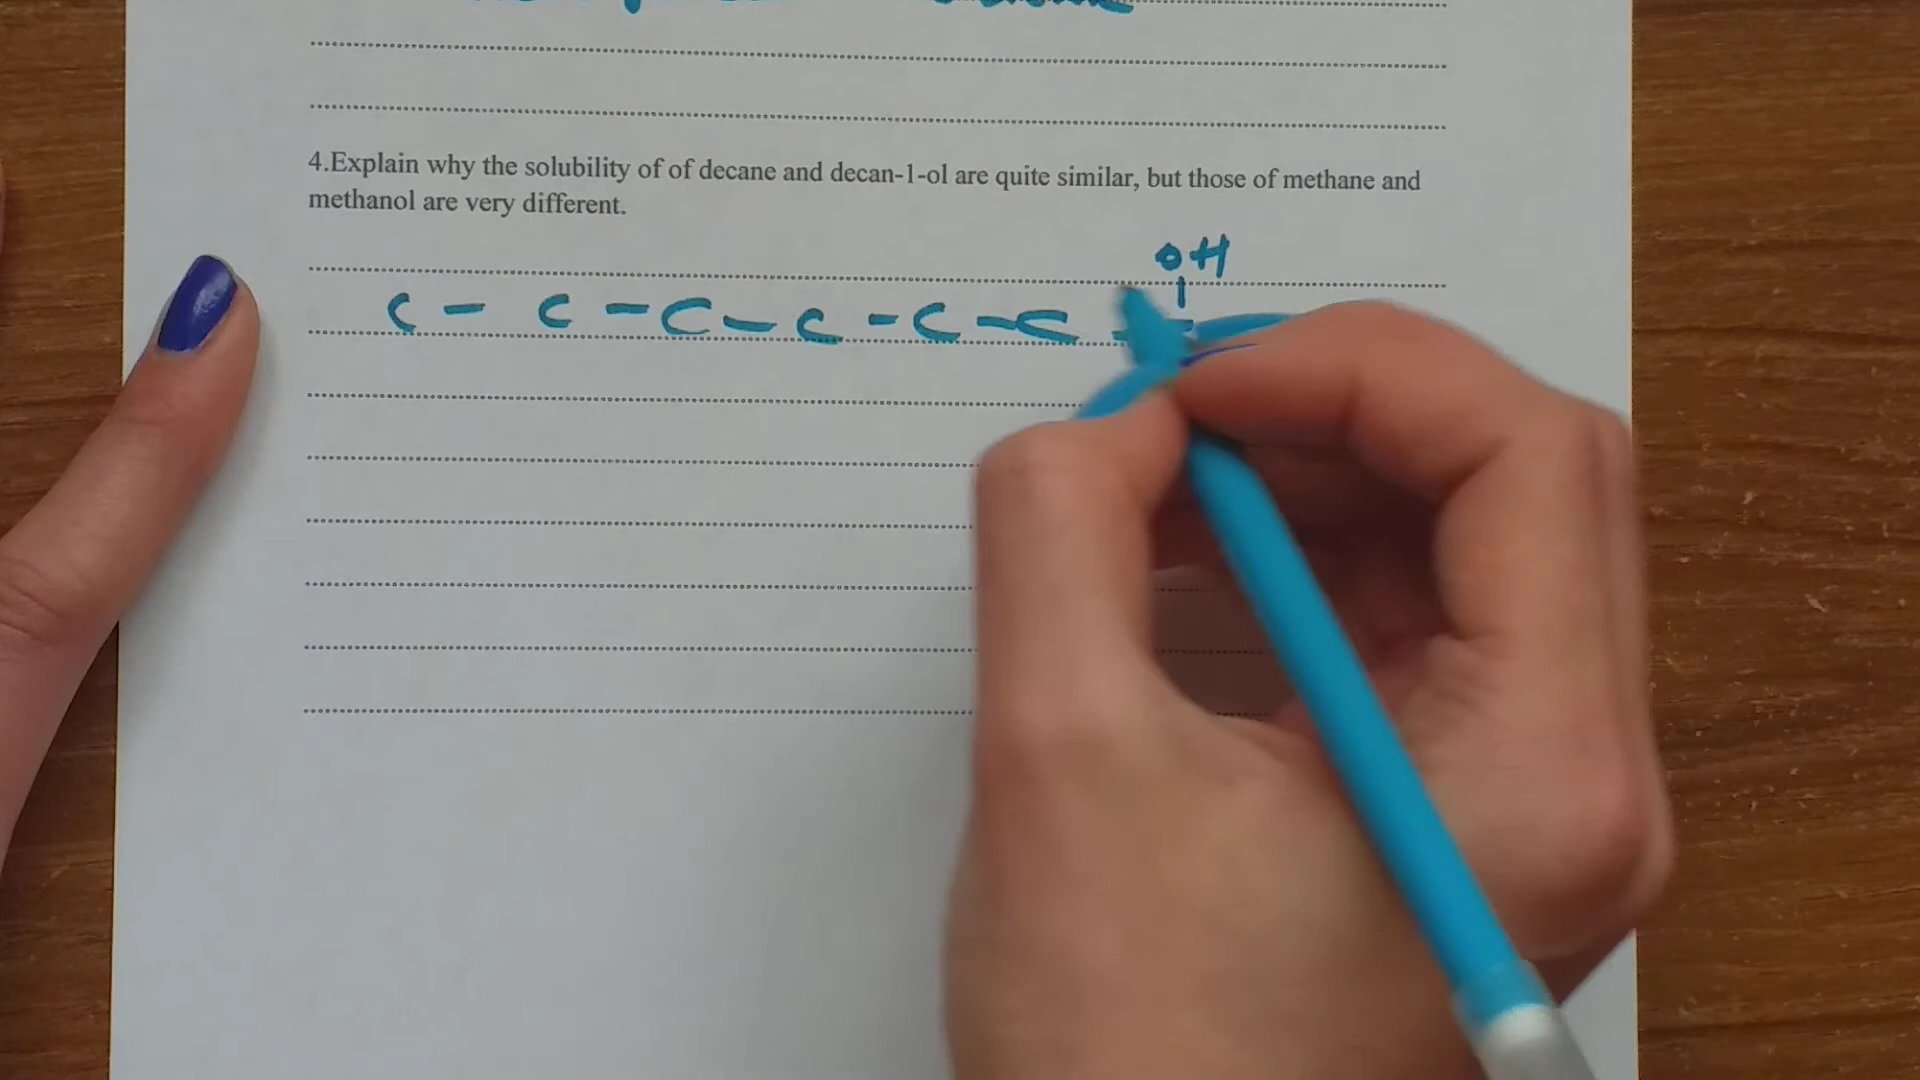 4.Explain why the solubility of of decane and decan-1-ol are quite similar, but those of methane and
methanol are very different.
OH
C - C - C - C - C - C -